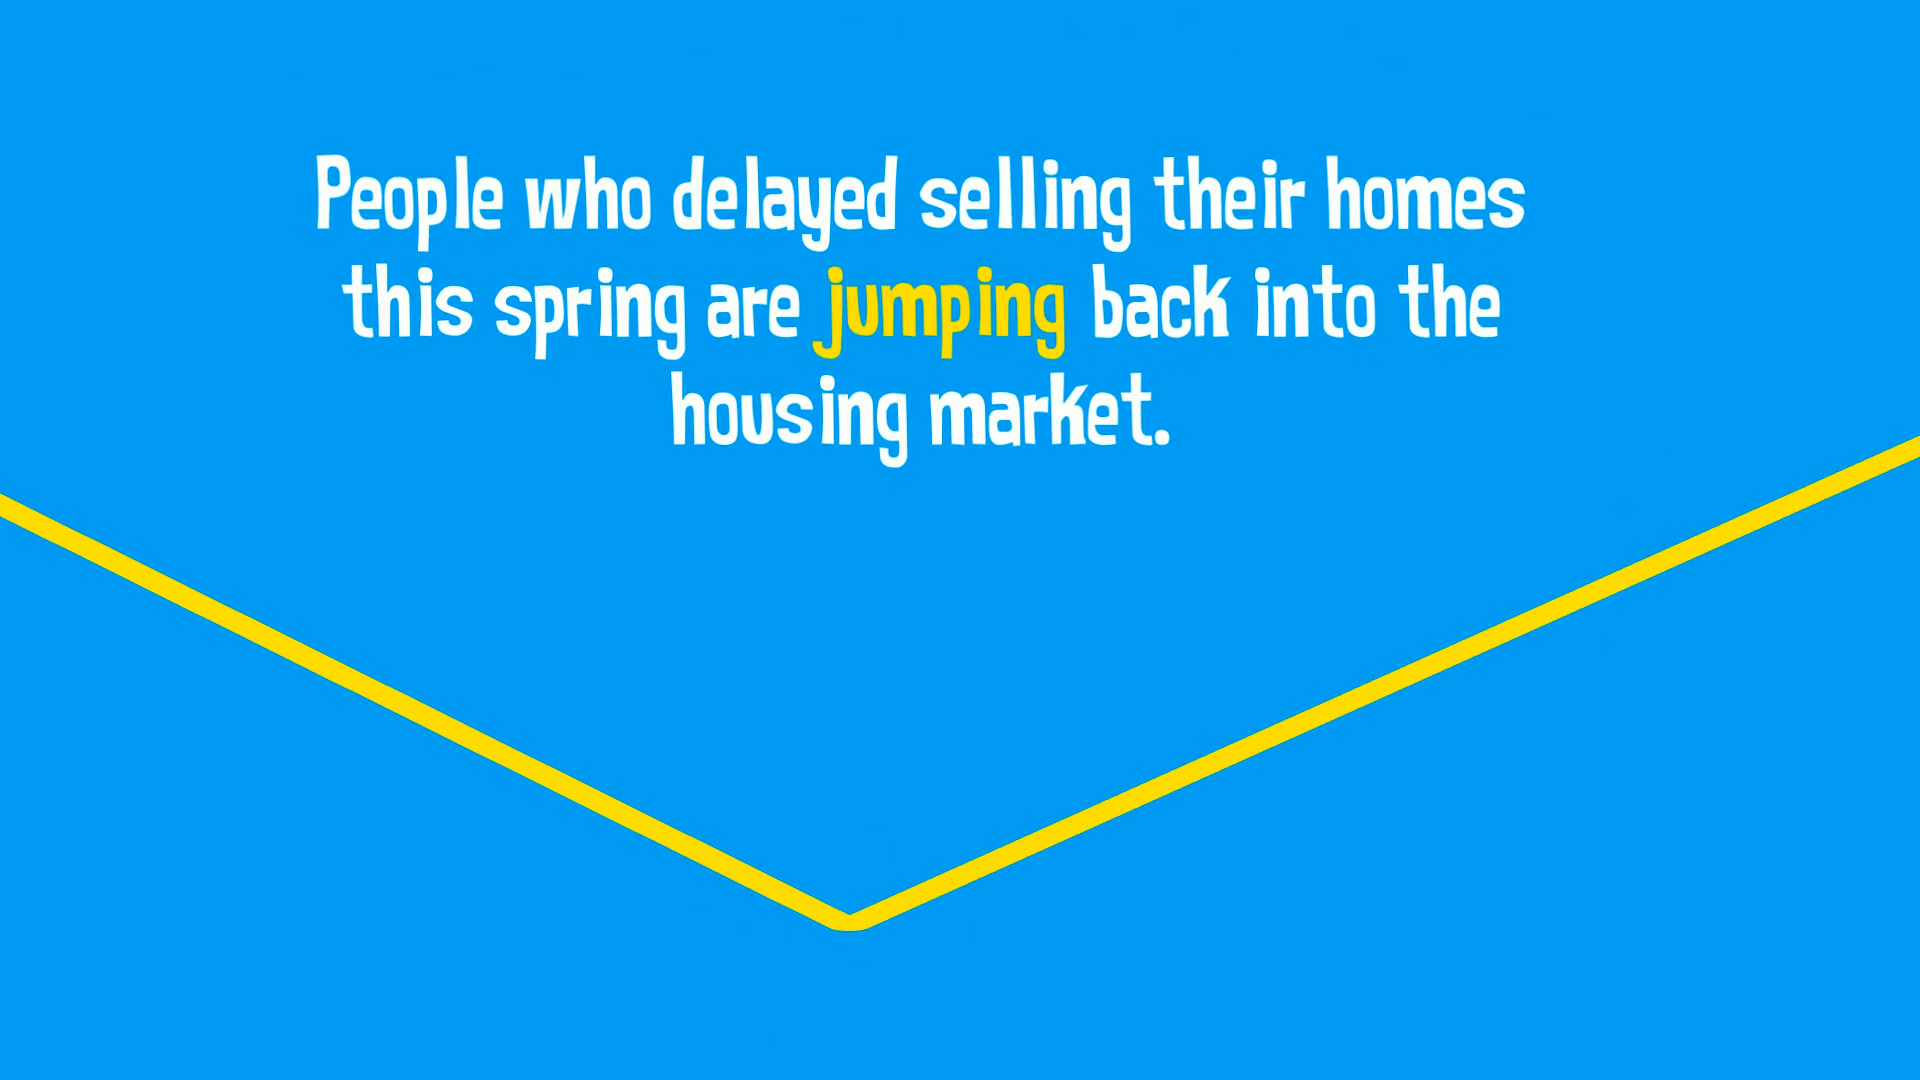 People who delayed selling their homes
this spring are jumping back into the
housing market.